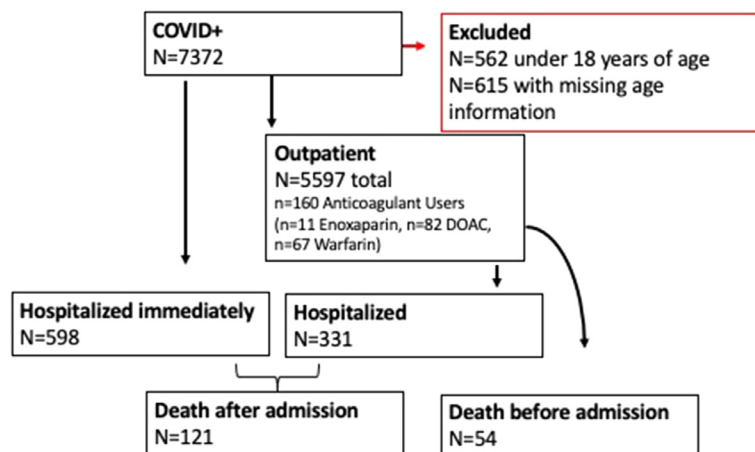 COVID+
N=7372
Excluded
N=562 under 18 years of age
N=615 with missing age
information
Outpatient
N=5597 total
n=160 Anticoagulant Users
(n=11 Enoxaparin, n=82 DOAC,
n=67 Warfarin)
Hospitalized immediately
N=598
Hospitalized
N=331
Death after admission
N=121
Death before admission
N=54